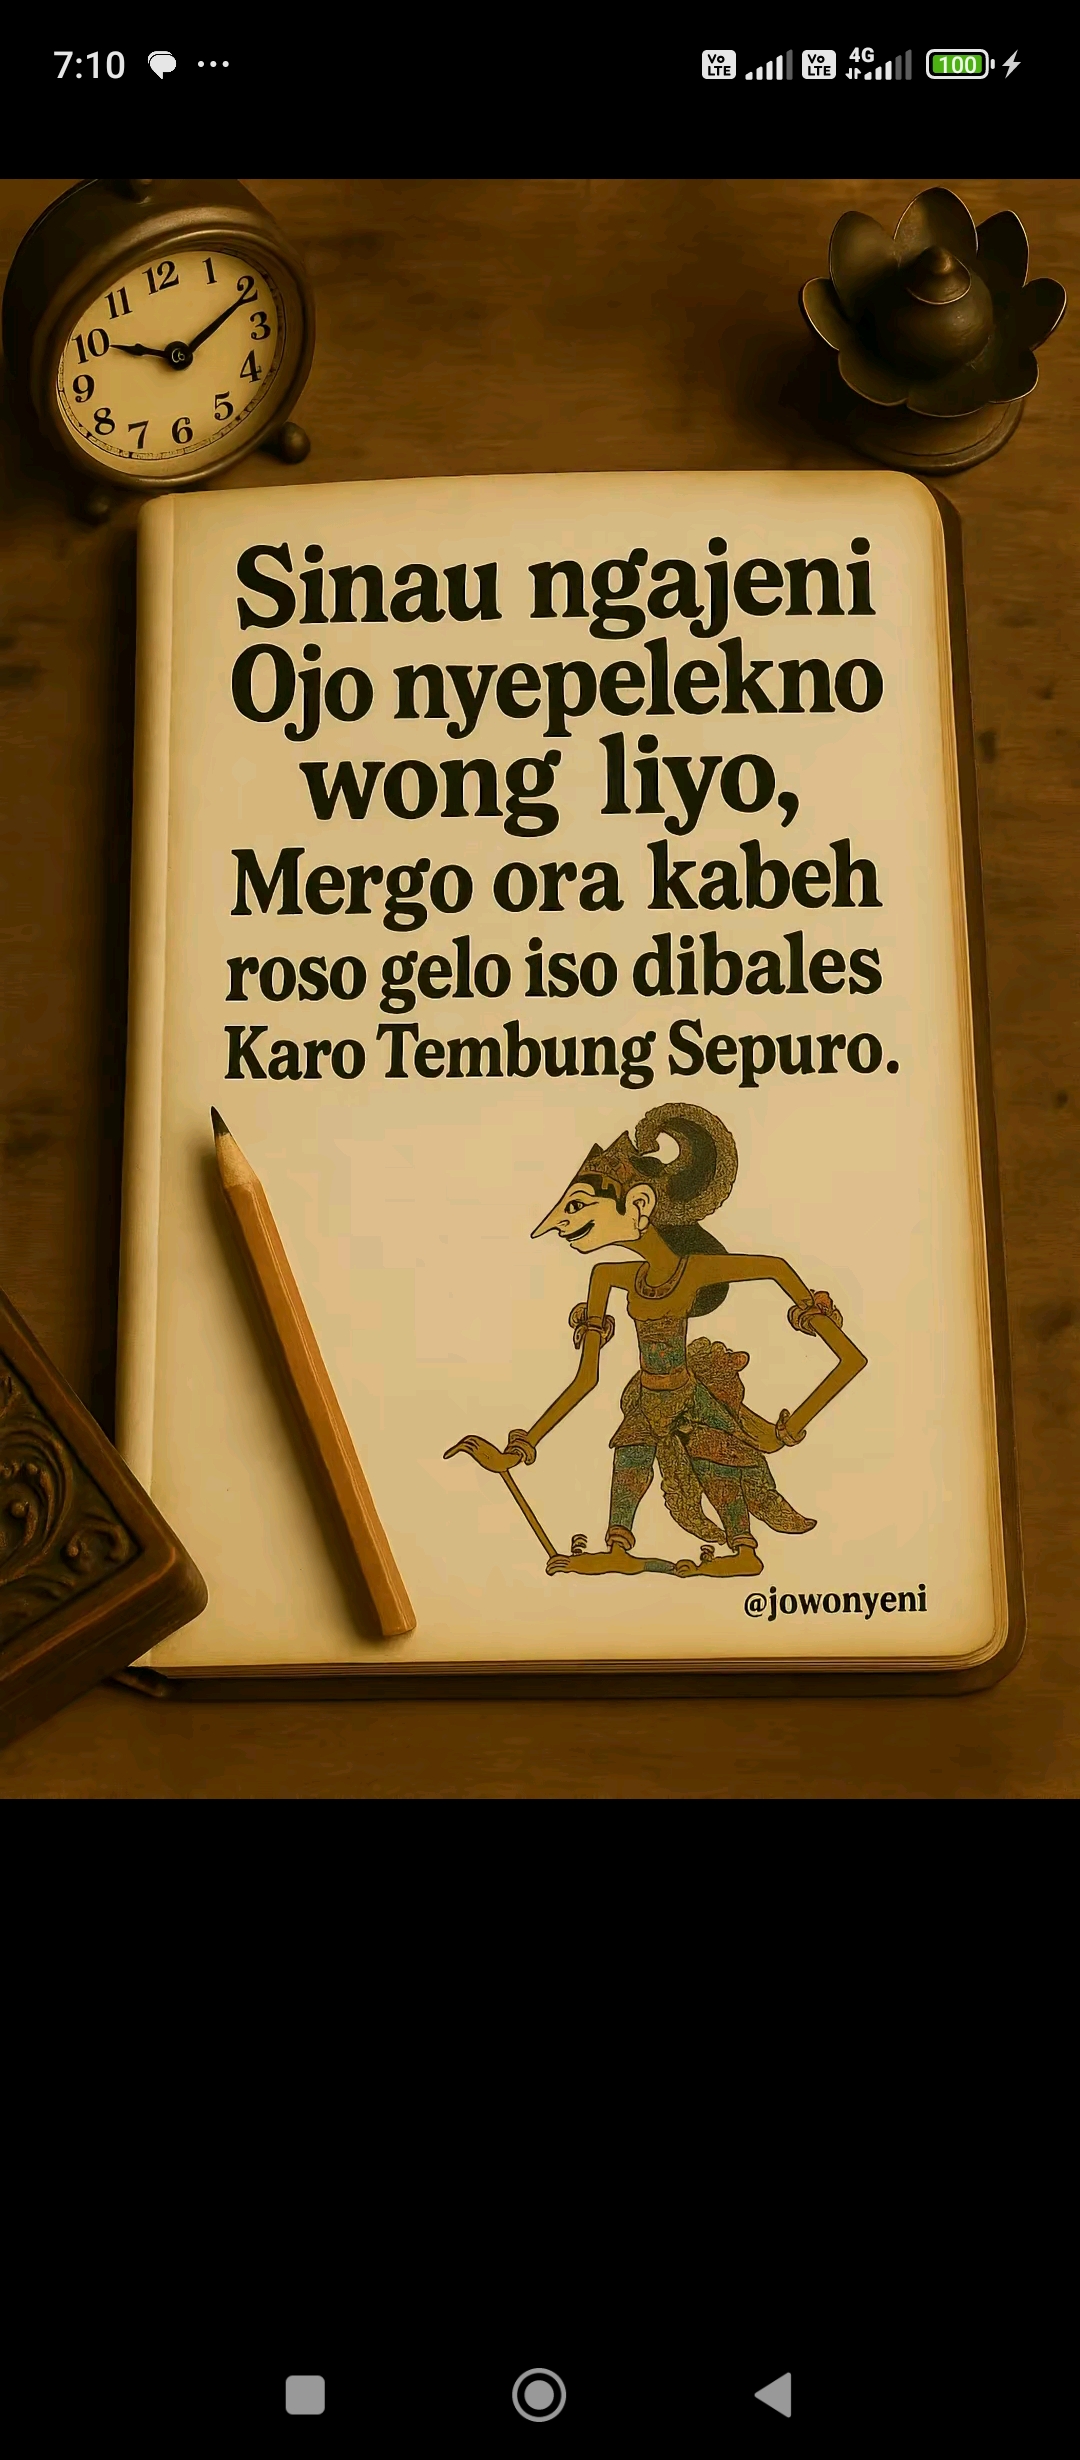 7:10
Vo LTE Vo LTE 4G 100
12 1 2 3 4 5 6 7 8 9 10 11
Sinau ngajeni
Ojo nyepelekno
wong liyo,
Mergo ora kabeh
roso gelo iso dibales
Karo Tembung Sepuro.
@jowonyeni